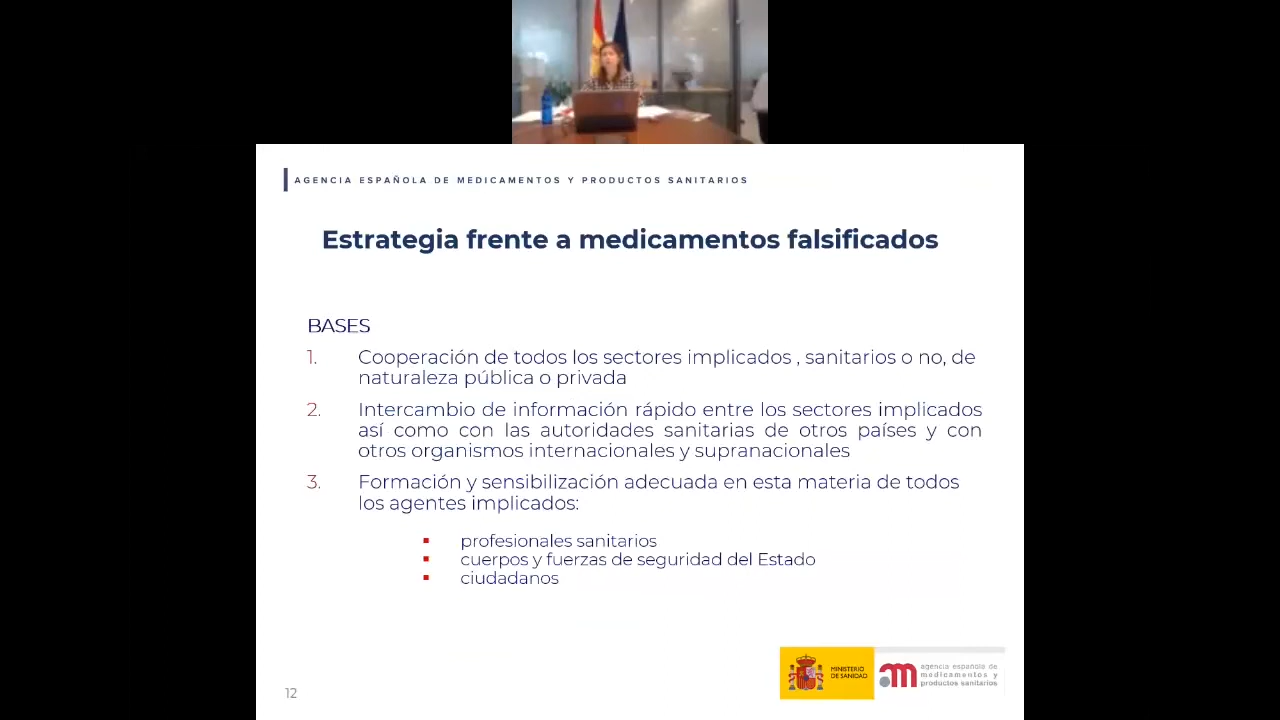 AGENCIA ESPAÑOLA DE MEDICAMENTOS Y PRODUCTOS SANITARIOS
Estrategia frente a medicamentos falsificados
BASES
1. Cooperación de todos los sectores implicados , sanitarios o no, de
naturaleza pública o privada
2. Intercambio de información rápido entre los sectores implicados
así como con las autoridades sanitarias de otros países y con
otros organismos internacionales y supranacionales
3. Formación y sensibilización adecuada en esta materia de todos
los agentes implicados:
profesionales sanitarios
cuerpos y fuerzas de seguridad del Estado
ciudadanos
MINISTERIO
DE SANIDAD
am
agencia española de
medicamentos y
productos sanitarios
12